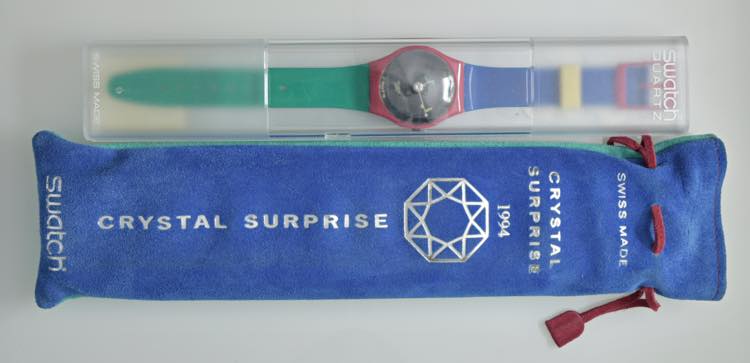 SWISS MADE
swatch
QUARTZ
swatch
CRYSTAL SURPRISE
1994
CRYSTAL
SURPRISE
SWISS MADE